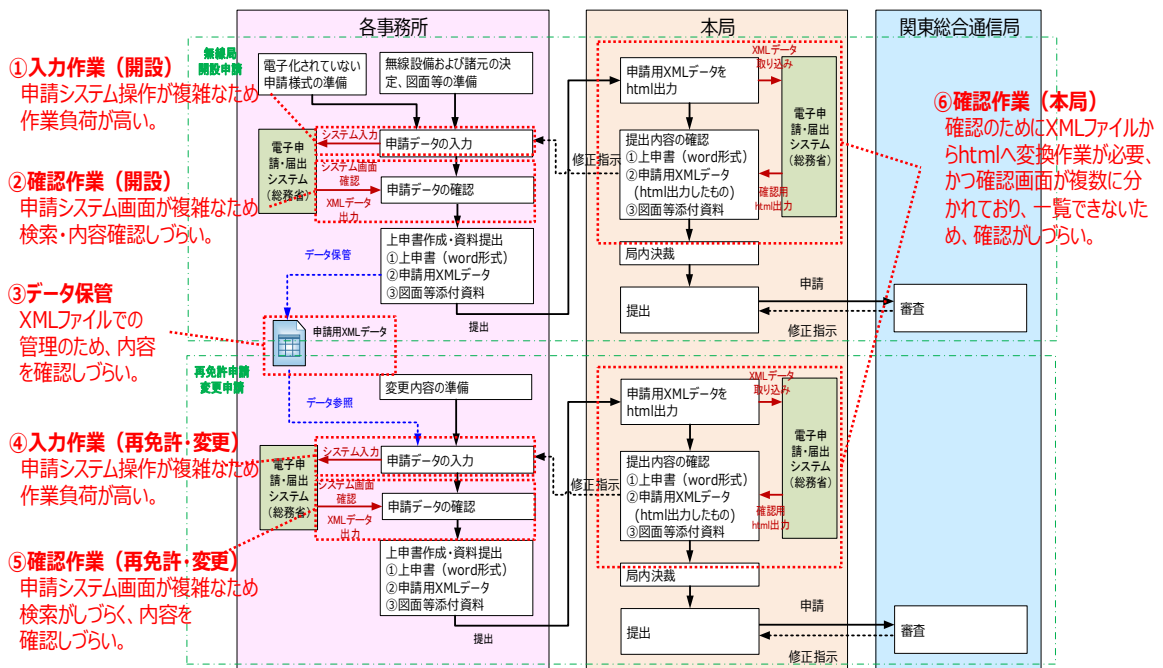 各事務所
本局
関東総合通信局
無線局
開設申請
①入力作業（開設）
申請システム操作が複雑なため
作業負荷が高い。
②確認作業（開設）
申請システム画面が複雑なため
検索・内容確認しづらい。
③データ保管
XMLファイルでの
管理のため、内容
を確認しづらい。
④入力作業（再免許・変更）
申請システム操作が複雑なため
作業負荷が高い。
⑤確認作業（再免許・変更）
申請システム画面が複雑なため
検索がしづらく、内容を
確認しづらい。
電子化されていない
申請様式の準備
無線設備および諸元の決
定、図面等の準備
電子申
請・届出
システム
（総務省）
システム入力
システム画面
確認
XMLデータ
出力
申請データの入力
申請データの確認
上申書作成・資料提出
①上申書（word形式）
②申請用XMLデータ
③図面等添付資料
データ保管
提出
申請用XMLデータ
データ参照
再免許申請
変更申請
変更内容の準備
電子申
請・届出
システム
（総務省）
システム入力
システム画面
確認
XMLデータ
出力
申請データの入力
申請データの確認
上申書作成・資料提出
①上申書（word形式）
②申請用XMLデータ
③図面等添付資料
提出
XMLデータ
取り込み
申請用XMLデータを
html出力
電子申
請・届出
システム
（総務省）
提出内容の確認
①上申書（word形式）
②申請用XMLデータ
(html出力したもの)
③図面等添付資料
確認用
html出力
修正指示
局内決裁
提出
申請
修正指示
審査
XMLデータ
取り込み
申請用XMLデータを
html出力
電子申
請・届出
システム
（総務省）
提出内容の確認
①上申書（word形式）
②申請用XMLデータ
(html出力したもの)
③図面等添付資料
確認用
html出力
修正指示
局内決裁
提出
申請
修正指示
審査
⑥確認作業（本局）
確認のためにXMLファイルか
らhtmlへ変換作業が必要、
かつ確認画面が複数に分
かれており、一覧できないた
め、確認がしづらい。